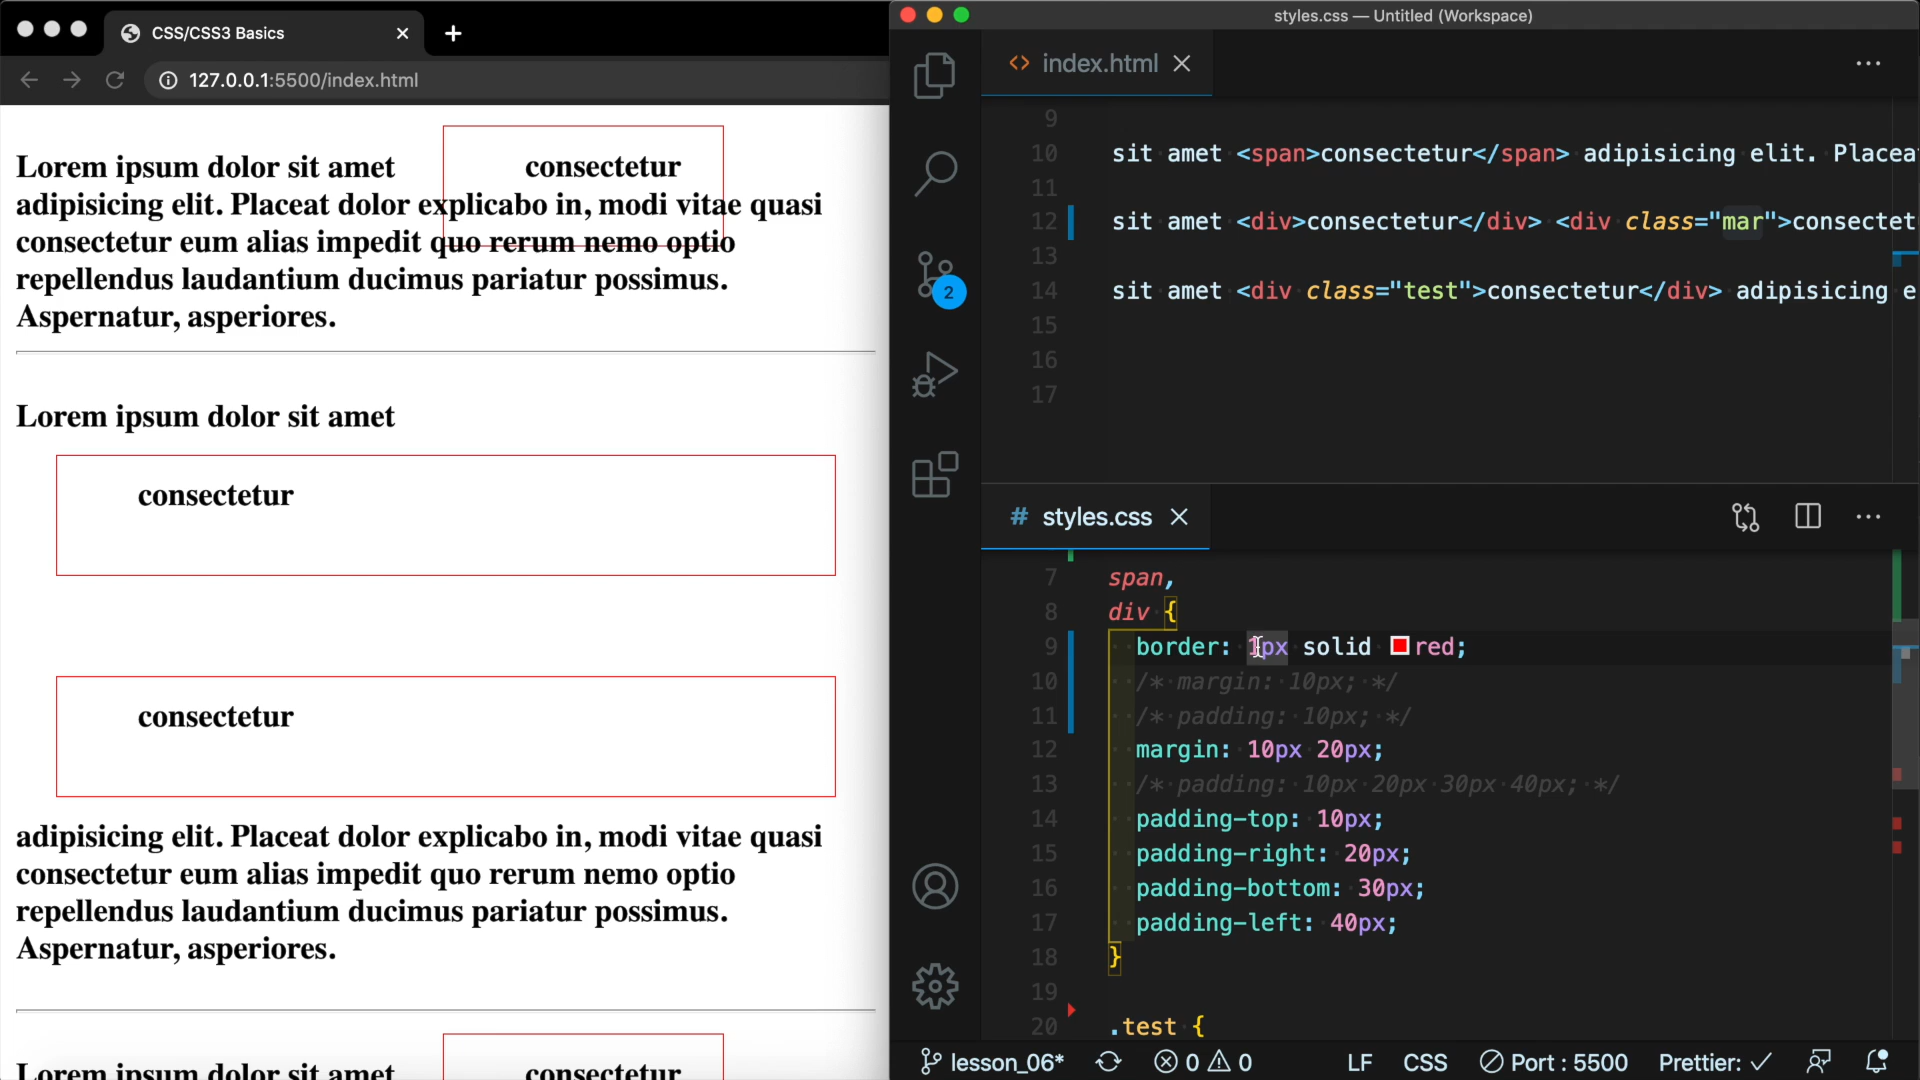 CSS/CSS3 Basics
127.0.0.1:5500/index.html
Lorem ipsum dolor sit amet consectetur
adipisicing elit. Placeat dolor explicabo in, modi vitae quasi
consectetur eum alias impedit quo rerum nemo optio
repellendus laudantium ducimus pariatur possimus.
Aspernatur, asperiores.
Lorem ipsum dolor sit amet
consectetur
consectetur
adipisicing elit. Placeat dolor explicabo in, modi vitae quasi
consectetur eum alias impedit quo rerum nemo optio
repellendus laudantium ducimus pariatur possimus.
Aspernatur, asperiores.
Lorem ipsum dolor sit amet consectetur
styles.css — Untitled (Workspace)
index.html
9
10 sit amet <span>consectetur</span> adipisicing elit. Placea
11
12 sit amet <div>consectetur</div> <div class="mar">consectet
13
14 sit amet <div class="test">consectetur</div> adipisicing e
15
16
17
2
# styles.css
7 span,
8 div {
9 border: 1px solid red;
10 /* margin: 10px; */
11 /* padding: 10px; */
12 margin: 10px 20px;
13 /* padding: 10px 20px 30px 40px; */
14 padding-top: 10px;
15 padding-right: 20px;
16 padding-bottom: 30px;
17 padding-left: 40px;
18 }
19
20 .test {
lesson_06* 0 0 LF CSS Port : 5500 Prettier: ✓